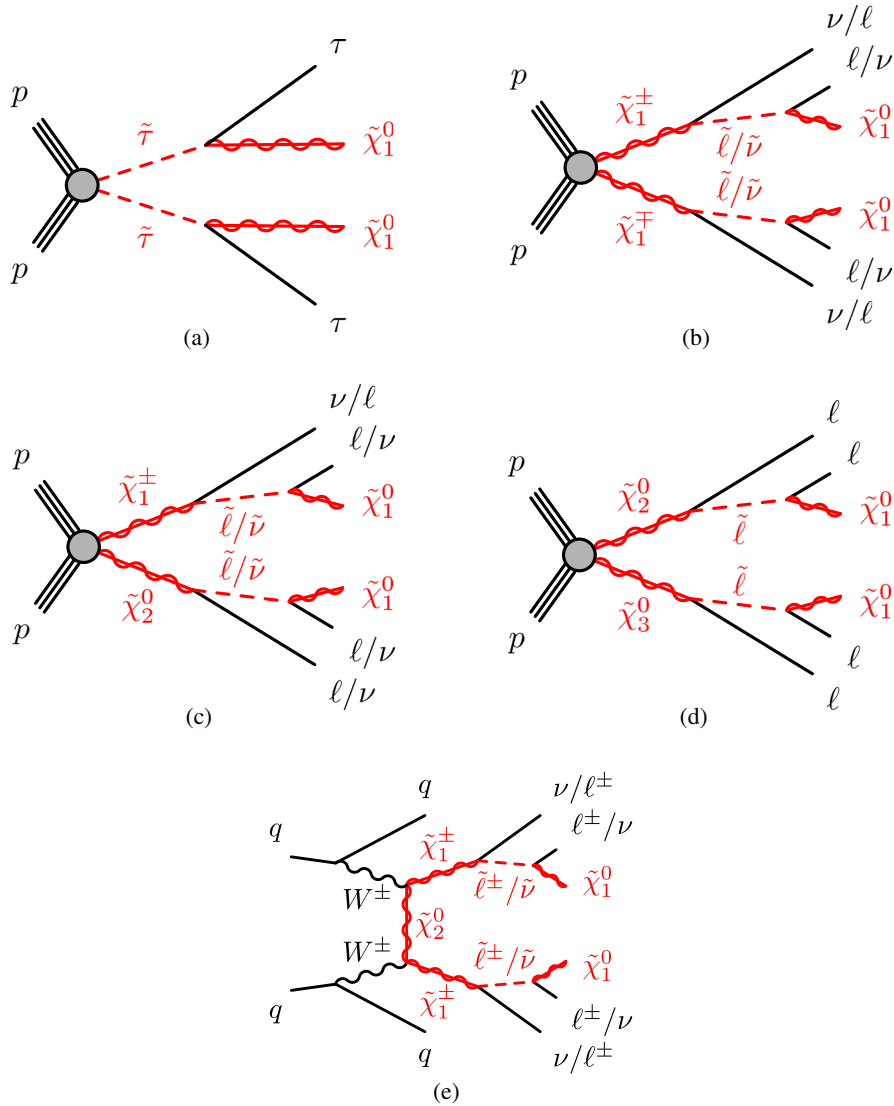 τ
p
τ̃
χ̃₁⁰
τ̃
χ̃₁⁰
p
τ
(a)
ν/ℓ
ℓ/ν
p
χ̃₁±
χ̃₁⁰
ℓ̃/ν̃
ℓ̃/ν̃
χ̃₁∓
χ̃₁⁰
p
ℓ/ν
ν/ℓ
(b)
ν/ℓ
ℓ/ν
p
χ̃₁±
χ̃₁⁰
ℓ̃/ν̃
ℓ̃/ν̃
χ̃₂⁰
χ̃₁⁰
p
ℓ/ν
ℓ/ν
(c)
ℓ
ℓ
p
χ̃₂⁰
χ̃₁⁰
ℓ̃
ℓ̃
χ̃₃⁰
χ̃₁⁰
p
ℓ
ℓ
(d)
q
ν/ℓ±
q
ℓ±/ν
χ̃₁±
W±
ℓ̃±/ν̃
χ̃₁⁰
χ̃₂⁰
W±
ℓ̃±/ν̃
χ̃₁⁰
χ̃₁±
q
ℓ±/ν
q
ν/ℓ±
(e)